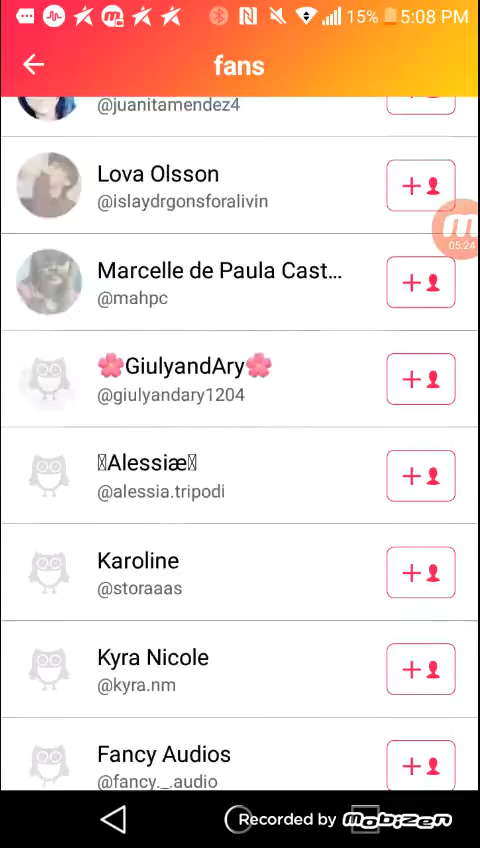 15% 5:08 PM
fans
@juanitamendez4
Lova Olsson
@islaydrgonsforalivin
05:24
Marcelle de Paula Cast...
@mahpc
🌸GiulyandAry🌸
@giulyandary1204
Alessiæ
@alessia.tripodi
Karoline
@storaaas
Kyra Nicole
@kyra.nm
Fancy Audios
@fancy._.audio
Recorded by Mobizen